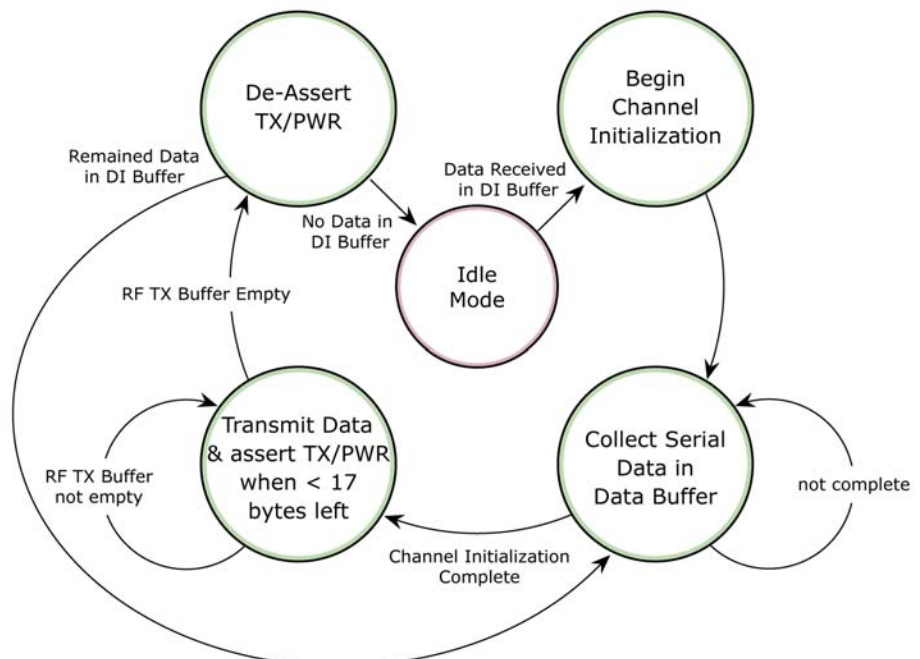 De-Assert
TX/PWR
Begin
Channel
Initialization
Remained Data
in DI Buffer
Data Received
in DI Buffer
No Data in
DI Buffer
Idle
Mode
RF TX Buffer Empty
Transmit Data
& assert TX/PWR
when < 17
bytes left
Collect Serial
Data in
Data Buffer
RF TX Buffer
not empty
not complete
Channel Initialization
Complete